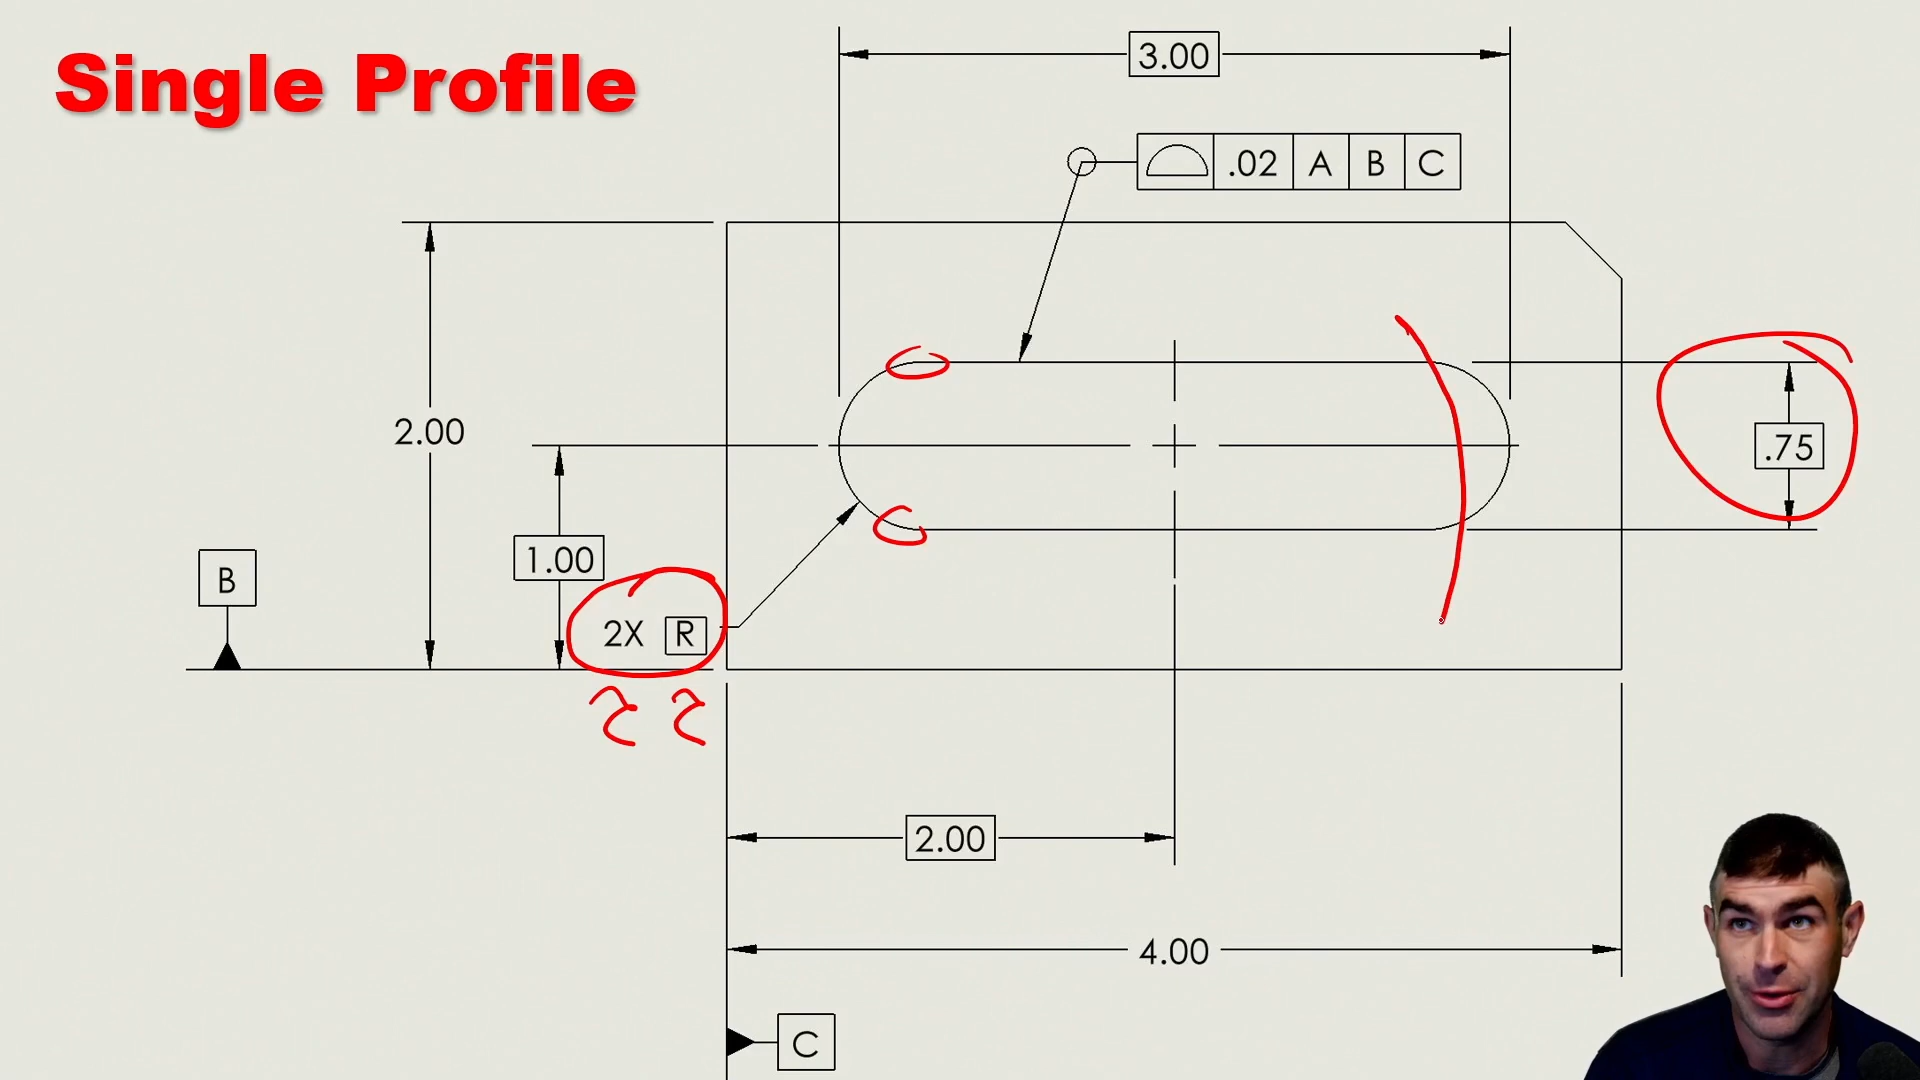 Single Profile
3.00
.02 A B C
2.00
.75
1.00
B
2X R
? ?
2.00
4.00
C